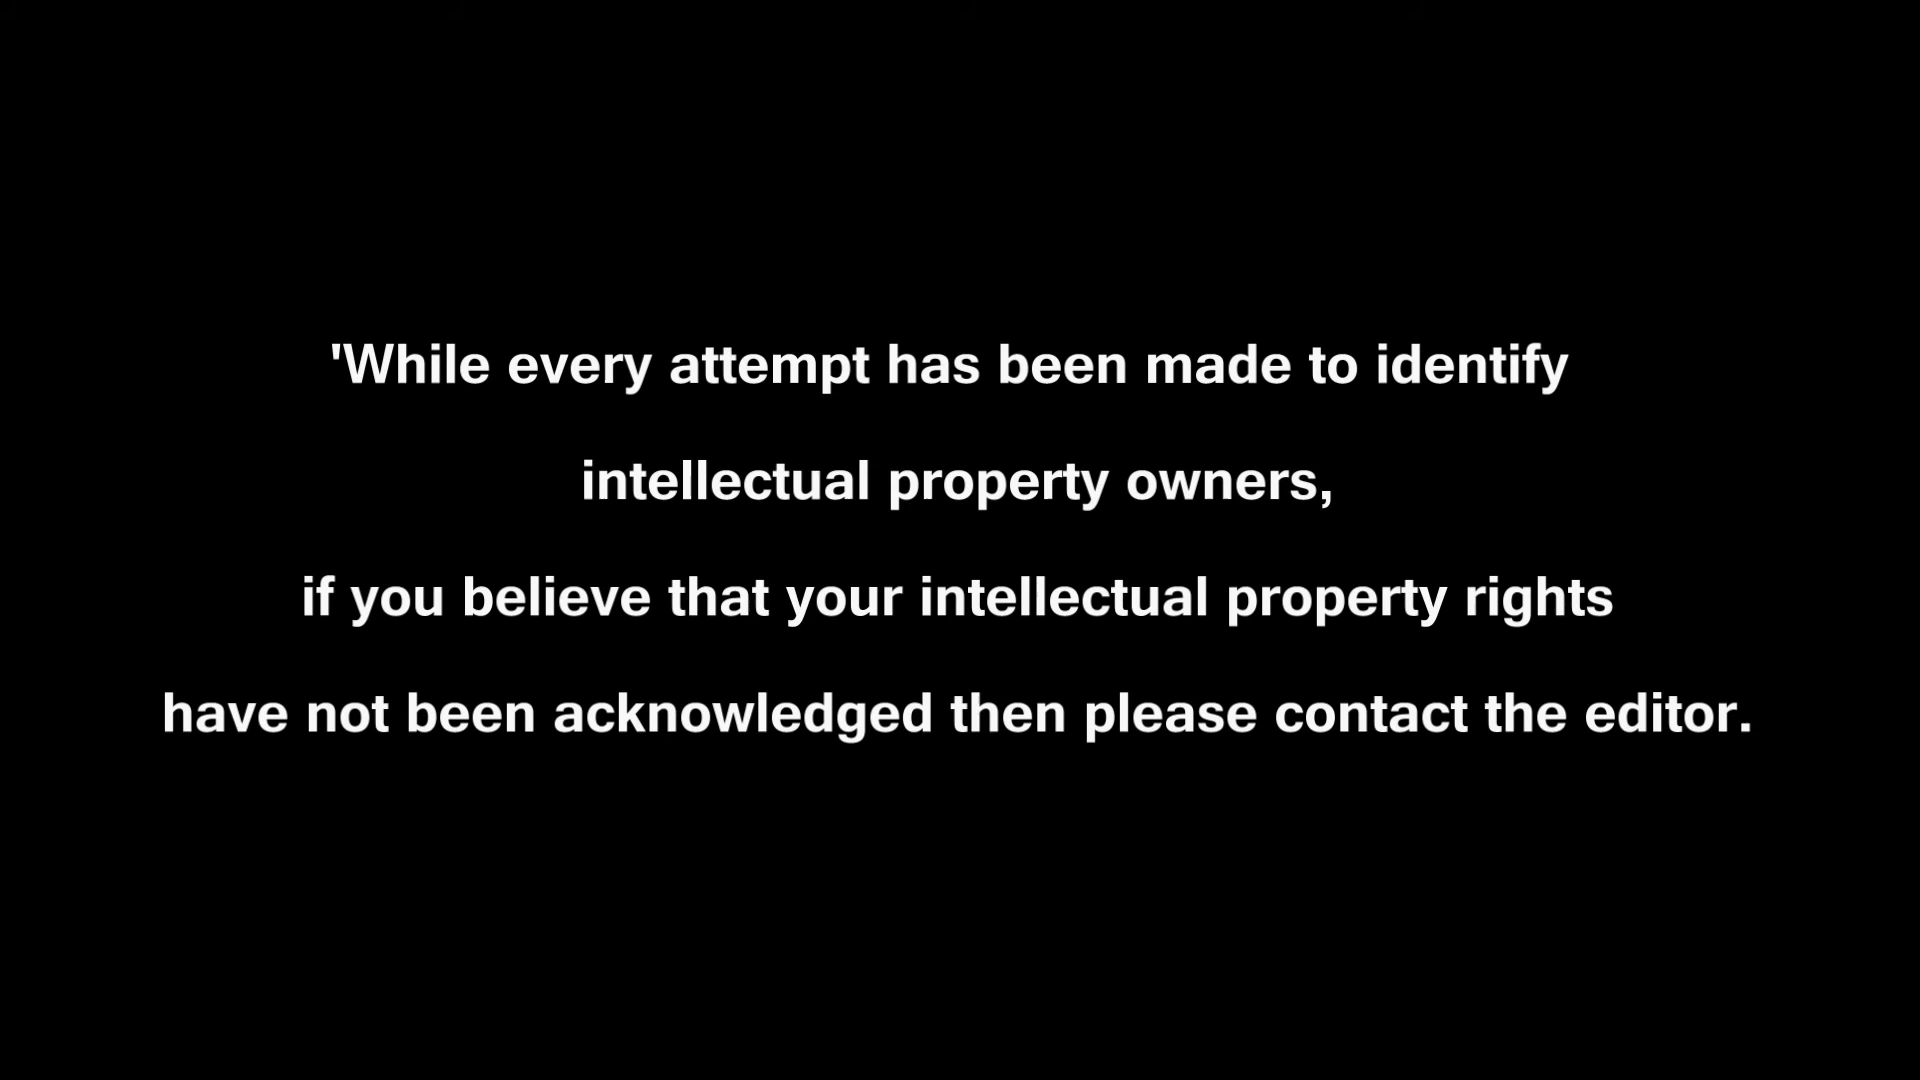 'While every attempt has been made to identify
intellectual property owners,
if you believe that your intellectual property rights
have not been acknowledged then please contact the editor.